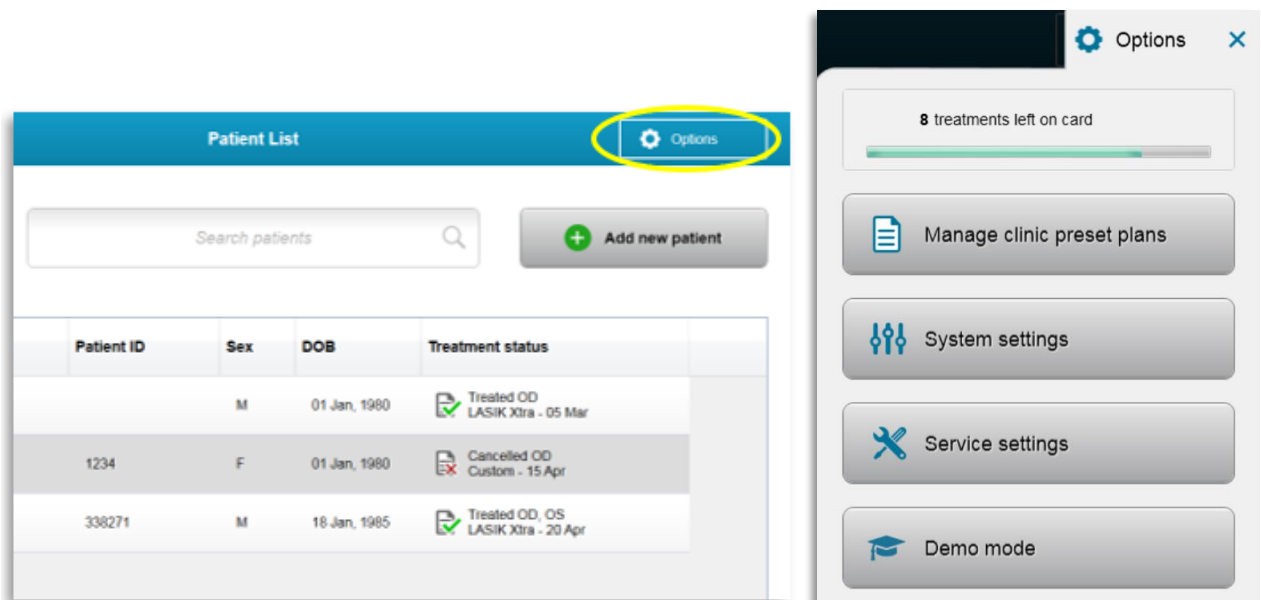 Patient List
Options
Search patients
Add new patient
Patient ID Sex DOB Treatment status
M 01 Jan, 1980 Treated OD
LASIK Xtra - 05 Mar
1234 F 01 Jan, 1980 Cancelled OD
Custom - 15 Apr
338271 M 18 Jan, 1985 Treated OD, OS
LASIK Xtra - 20 Apr
Options
8 treatments left on card
Manage clinic preset plans
System settings
Service settings
Demo mode